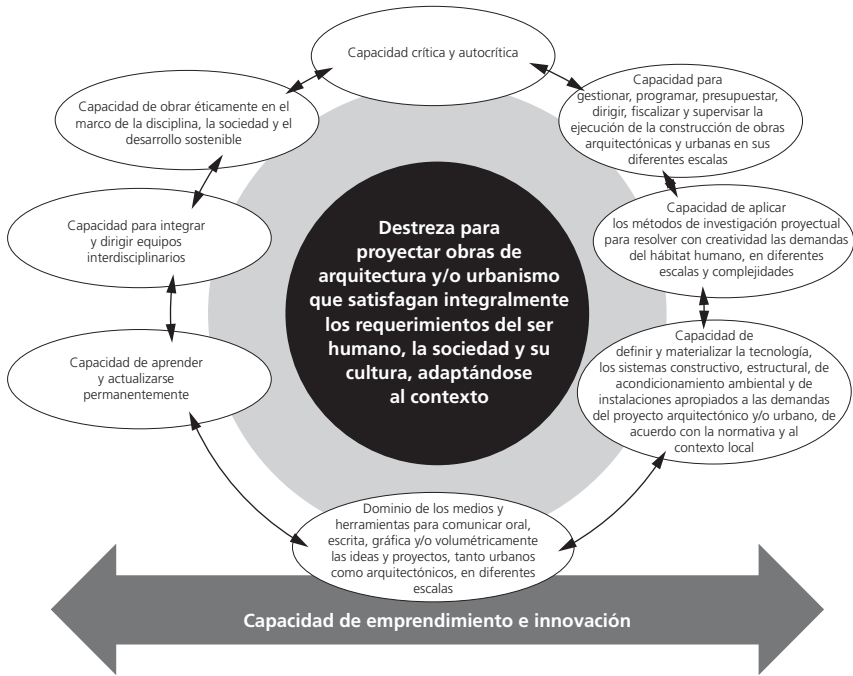 Capacidad crítica y autocrítica
Capacidad para
gestionar, programar, presupuestar,
dirigir, fiscalizar y supervisar la
ejecución de la construcción de obras
arquitectónicas y urbanas en sus
diferentes escalas
Capacidad de obrar éticamente en el
marco de la disciplina, la sociedad y el
desarrollo sostenible
Capacidad para integrar
y dirigir equipos
interdisciplinarios
Capacidad de aplicar
los métodos de investigación proyectual
para resolver con creatividad las demandas
del hábitat humano, en diferentes
escalas y complejidades
Destreza para
proyectar obras de
arquitectura y/o urbanismo
que satisfagan integralmente
los requerimientos del ser
humano, la sociedad y su
cultura, adaptándose
al contexto
Capacidad de aprender
y actualizarse
permanentemente
Capacidad de
definir y materializar la tecnología,
los sistemas constructivo, estructural, de
acondicionamiento ambiental y de
instalaciones apropiados a las demandas
del proyecto arquitectónico y/o urbano, de
acuerdo con la normativa y al
contexto local
Dominio de los medios y
herramientas para comunicar oral,
escrita, gráfica y/o volumétricamente
las ideas y proyectos, tanto urbanos
como arquitectónicos, en diferentes
escalas
Capacidad de emprendimiento e innovación